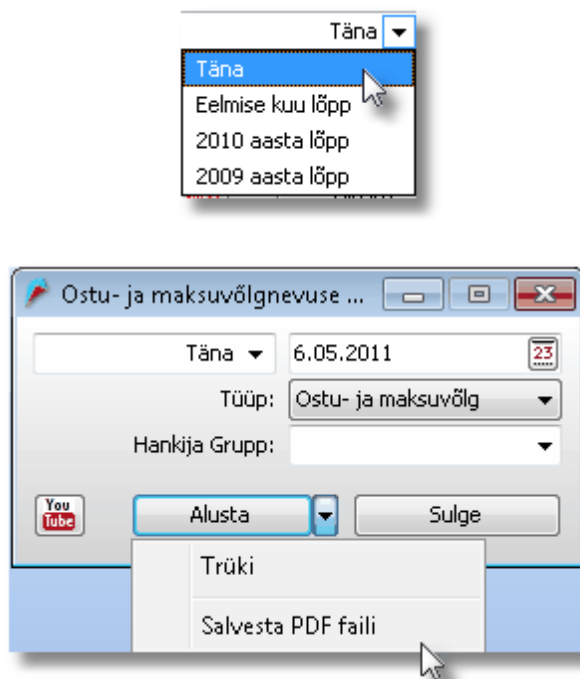 Täna
Täna
Eelmise kuu lõpp
2010 aasta lõpp
2009 aasta lõpp
Ostu- ja maksuvõlgnevuse ...
Täna 6.05.2011 23
Tüüp: Ostu- ja maksuvõlg
Hankija Grupp:
You Tube Alusta Sulge
Trüki
Salvesta PDF faili